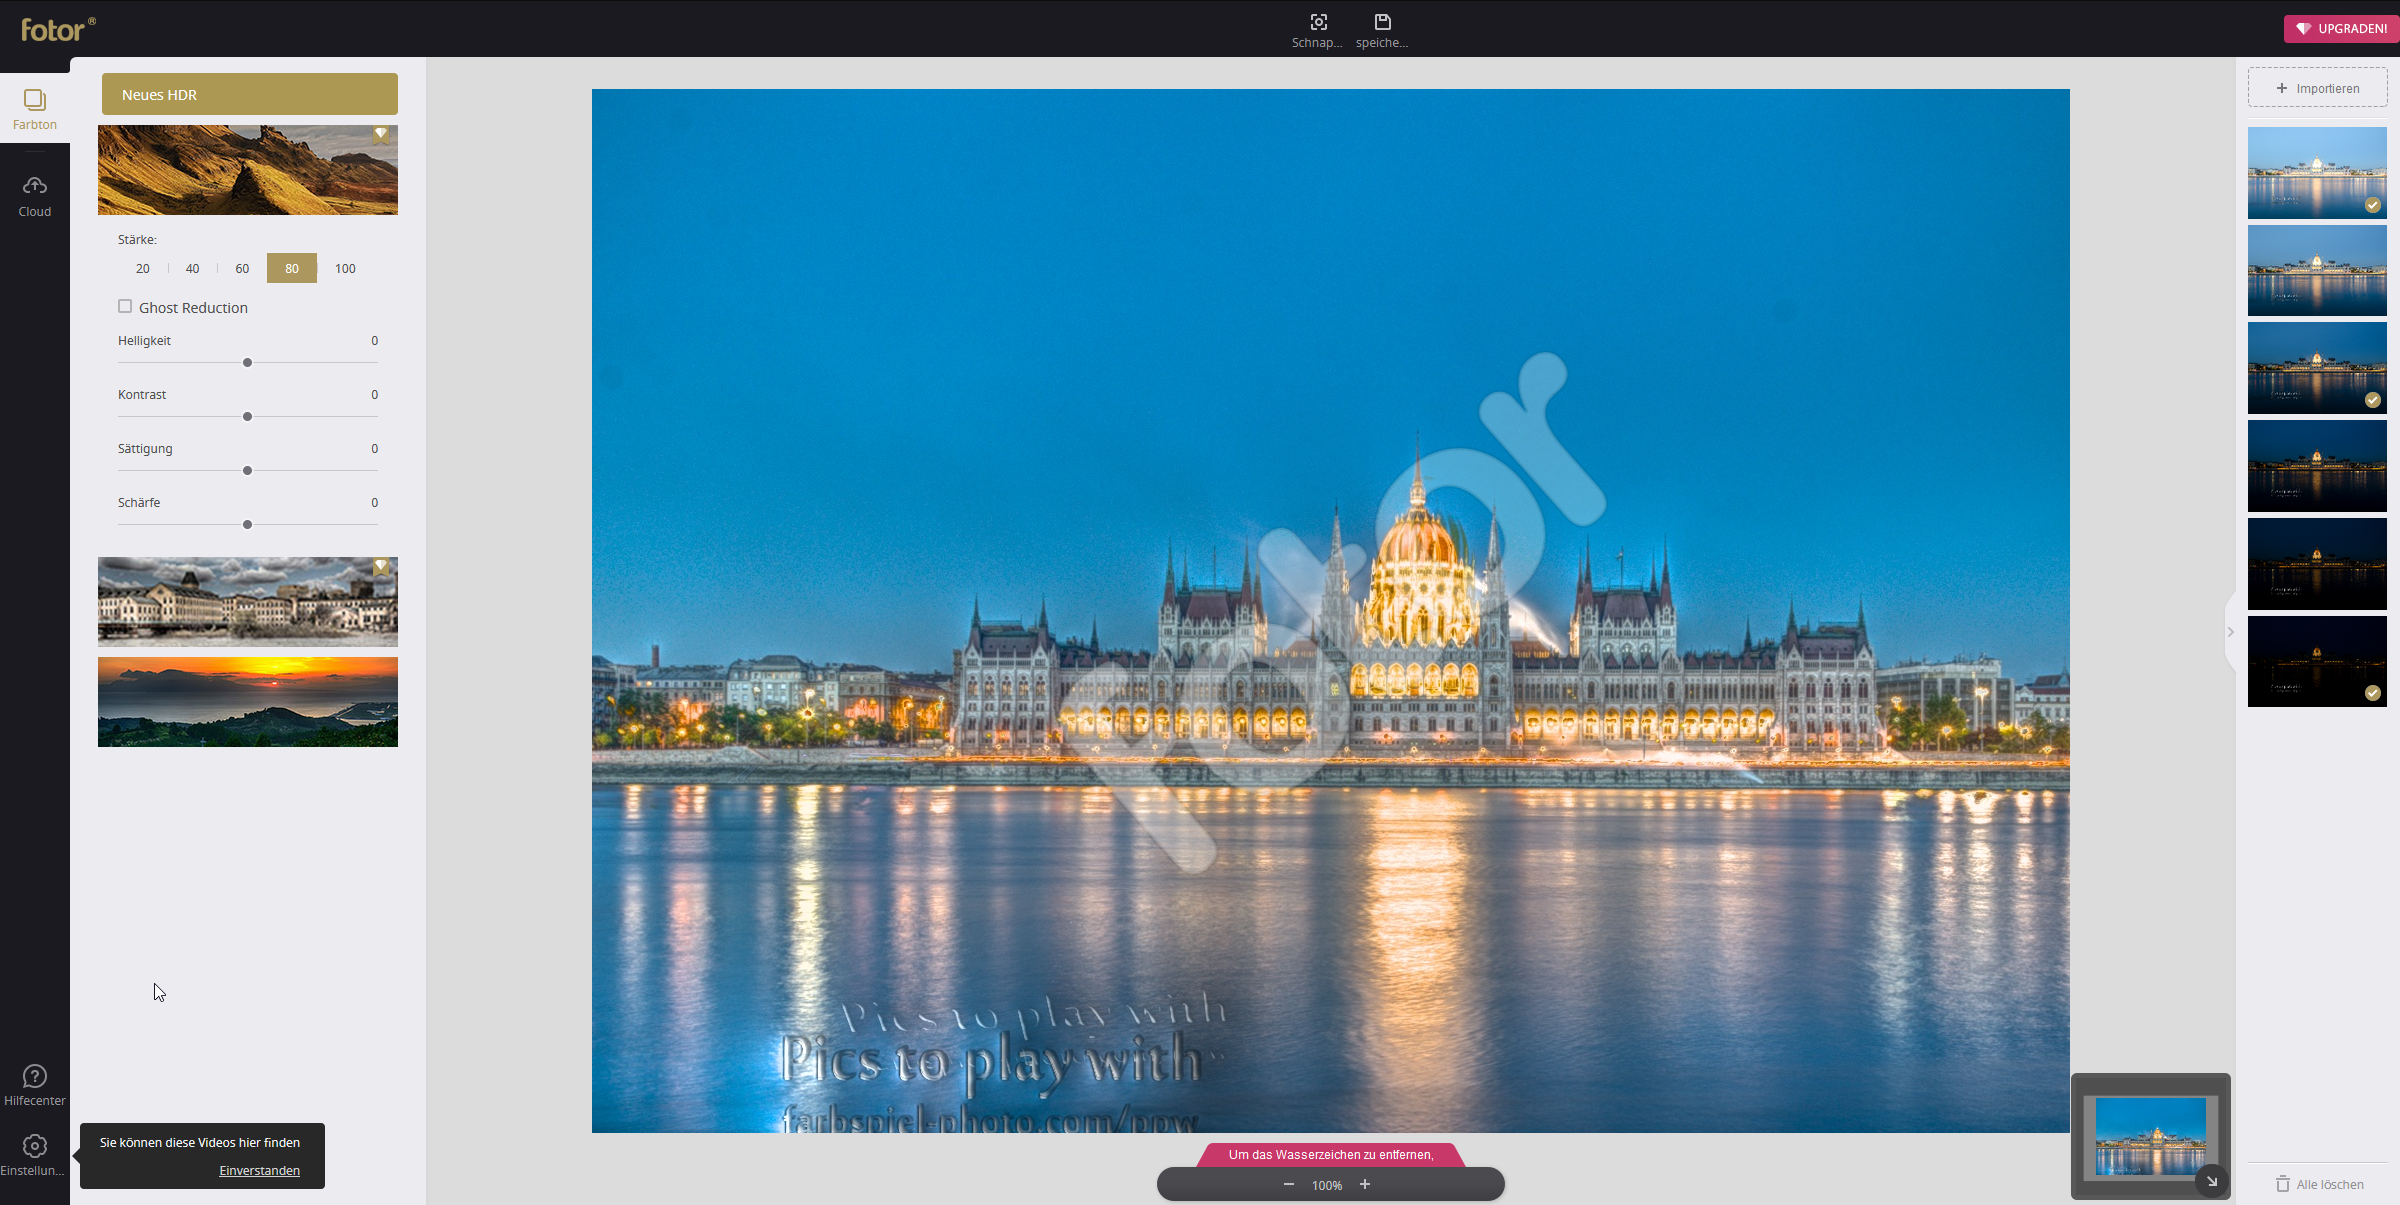 fotor®
Schnap...
speiche...
UPGRADEN!
Farbton
Cloud
Hilfecenter
Einstellun...
Neues HDR
Stärke:
20 40 60 80 100
Ghost Reduction
Helligkeit 0
Kontrast 0
Sättigung 0
Schärfe 0
Sie können diese Videos hier finden
Einverstanden
fotor
Pics to play with
Pics to play with
farbspiel-photo.com/ppw
Um das Wasserzeichen zu entfernen,
100%
Importieren
Alle löschen